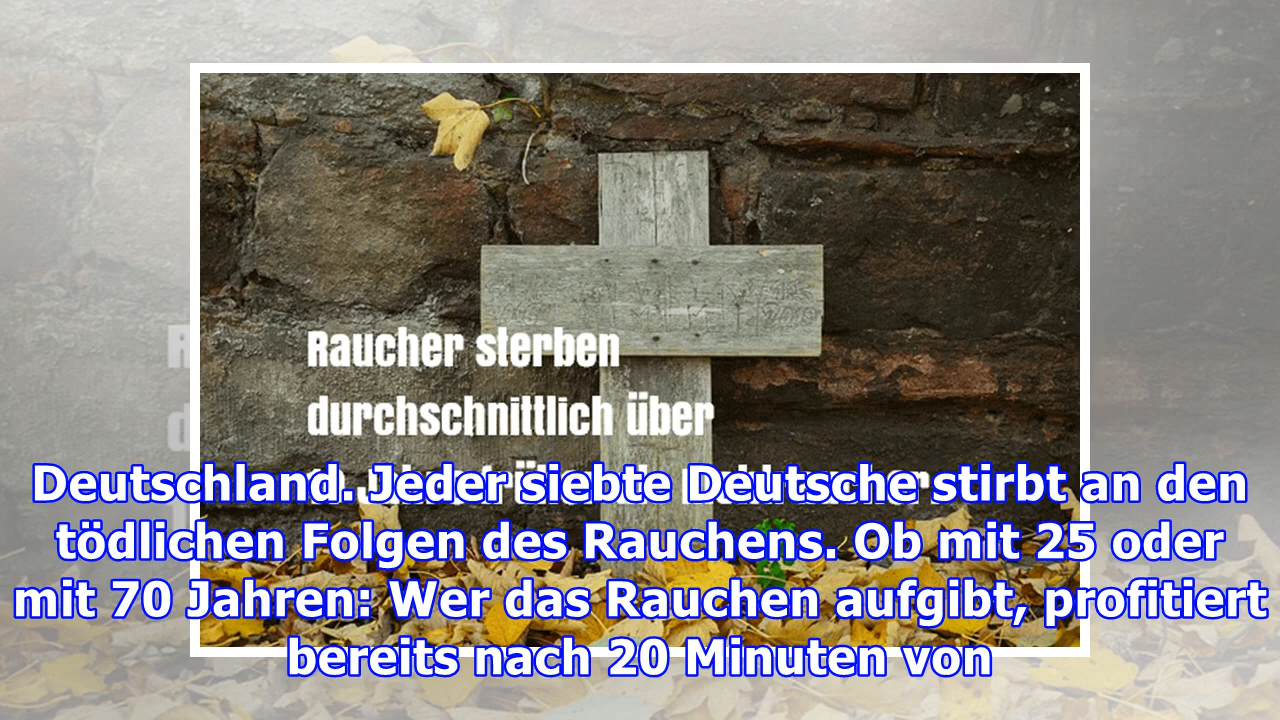 Raucher sterben
durchschnittlich über
Deutschland. Jeder siebte Deutsche stirbt an den
tödlichen Folgen des Rauchens. Ob mit 25 oder
mit 70 Jahren: Wer das Rauchen aufgibt, profitiert
bereits nach 20 Minuten von